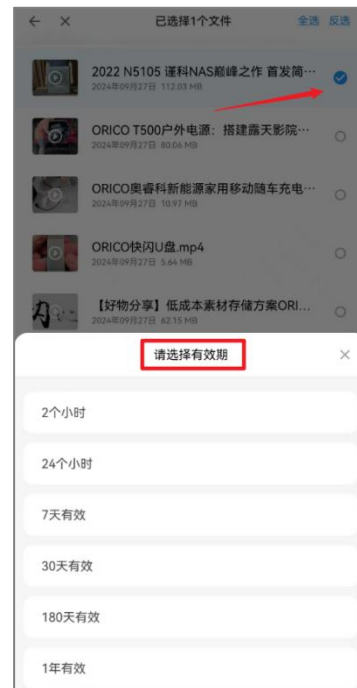 已选择1个文件 全选 反选
2022 N5105 谨科NAS巅峰之作 首发简…
2024年09月27日 112.03 MB
ORICO T500户外电源：搭建露天影院…
2024年09月27日 80.06 MB
ORICO奥睿科新能源家用移动随车充电…
2024年09月27日 10.97 MB
ORICO快闪U盘.mp4
2024年09月27日 5.64 MB
【好物分享】低成本素材存储方案ORI...
2024年09月27日 62.15 MB
请选择有效期
2个小时
24个小时
7天有效
30天有效
180天有效
1年有效